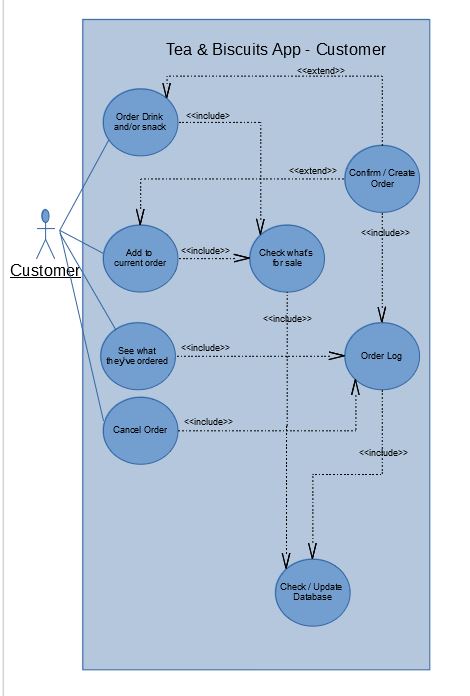 Tea & Biscuits App - Customer
<<extend>>
Order Drink
and/or snack
<<include>
<<extend>>
Confirm / Create
Order
Customer
Add to
current order
<<include>>
Check what's
for sale
<<include>>
<<include>>
See what
they've ordered
<<include>>
Order Log
Cancel Order
<<include>>
<<include>>
Check / Update
Database